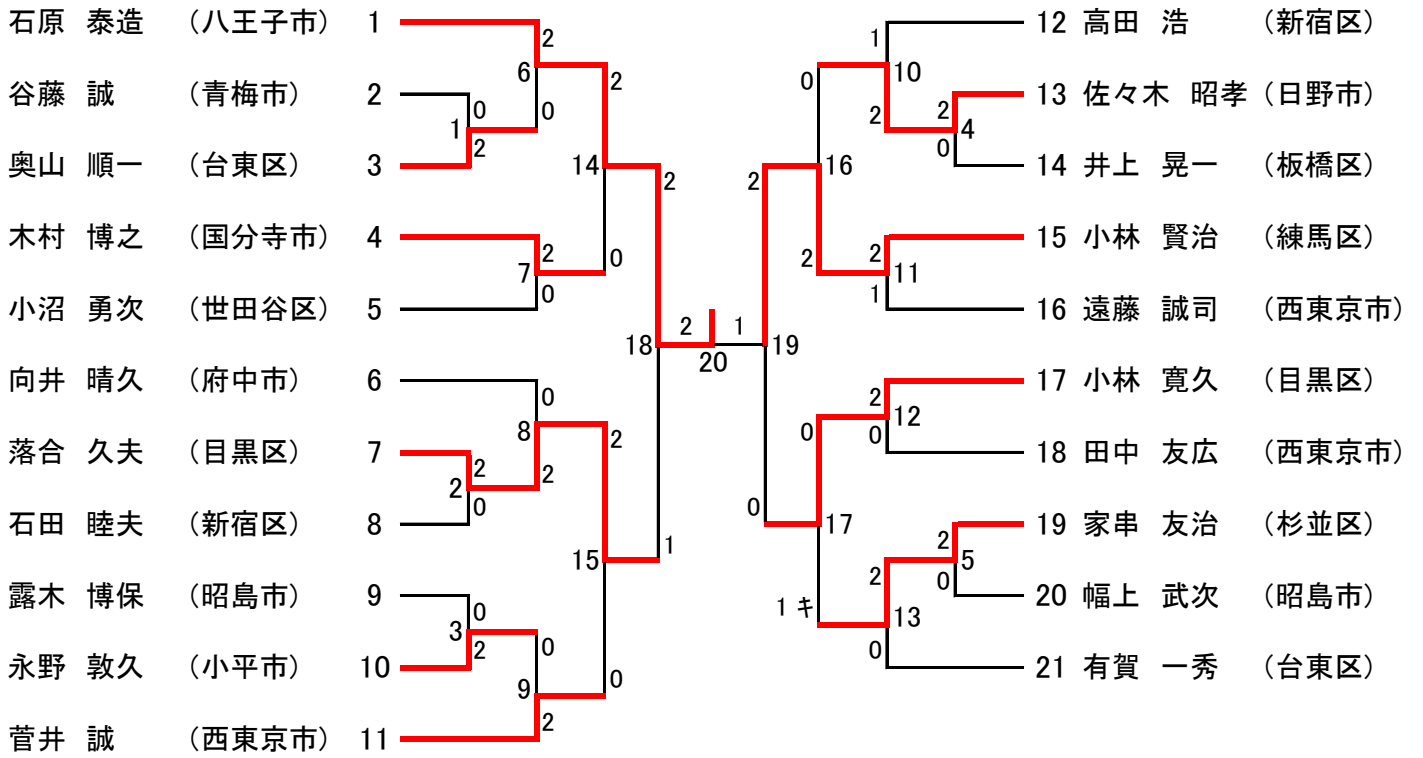 石原 泰造 （八王子市） 1
谷藤 誠 （青梅市） 2
奥山 順一 （台東区） 3
木村 博之 （国分寺市） 4
小沼 勇次 （世田谷区） 5
向井 晴久 （府中市） 6
落合 久夫 （目黒区） 7
石田 睦夫 （新宿区） 8
露木 博保 （昭島市） 9
永野 敦久 （小平市） 10
菅井 誠 （西東京市） 11
0
1
2
2
2
0
0
3
2
2
6
0
2
7
0
0
8
2
0
9
2
2
14
0
2
15
0
2
18
1
2
20
1
2
19
0
0
16
2
0
17
1 キ
1
10
2
2
11
1
2
12
0
2
13
0
2
4
0
2
5
0
12 高田 浩 （新宿区）
13 佐々木 昭孝 （日野市）
14 井上 晃一 （板橋区）
15 小林 賢治 （練馬区）
16 遠藤 誠司 （西東京市）
17 小林 寛久 （目黒区）
18 田中 友広 （西東京市）
19 家串 友治 （杉並区）
20 幅上 武次 （昭島市）
21 有賀 一秀 （台東区）